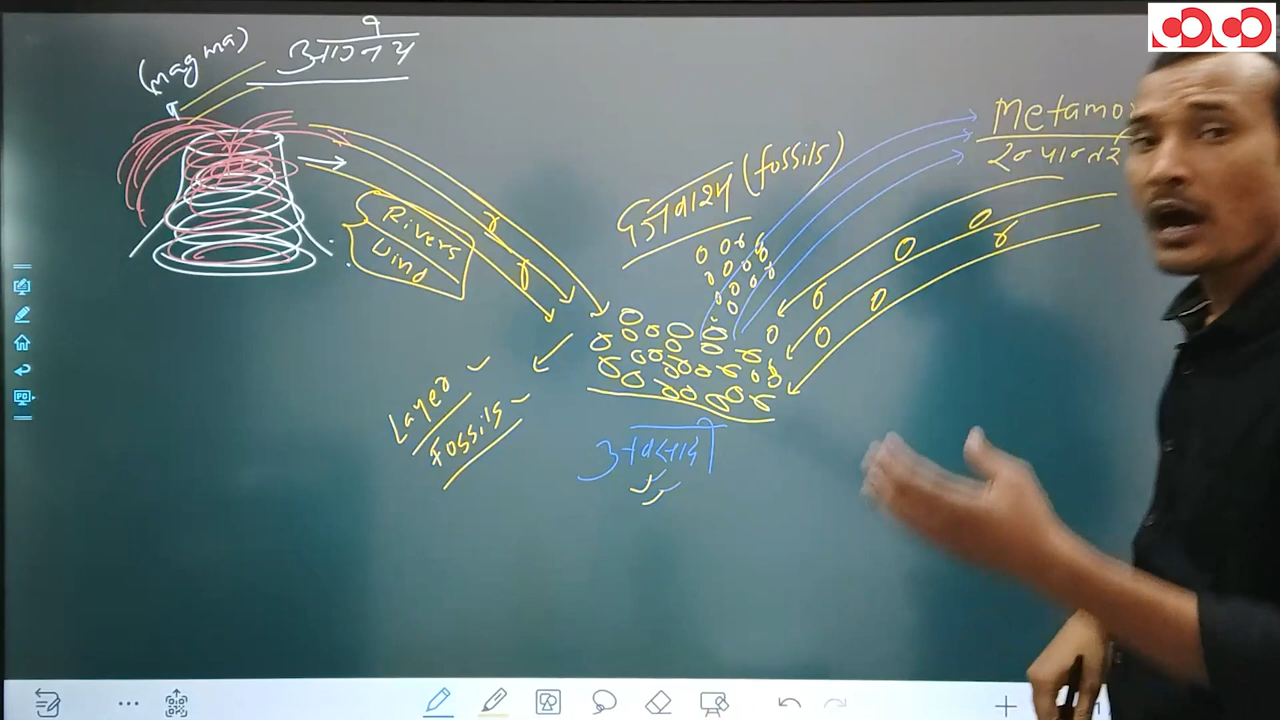 (magma)
आग्नेय
Rivers
Wind
जीवाश्म (fossils)
Metamor
रूपान्तरि
Layer
Fossils
अवसादी